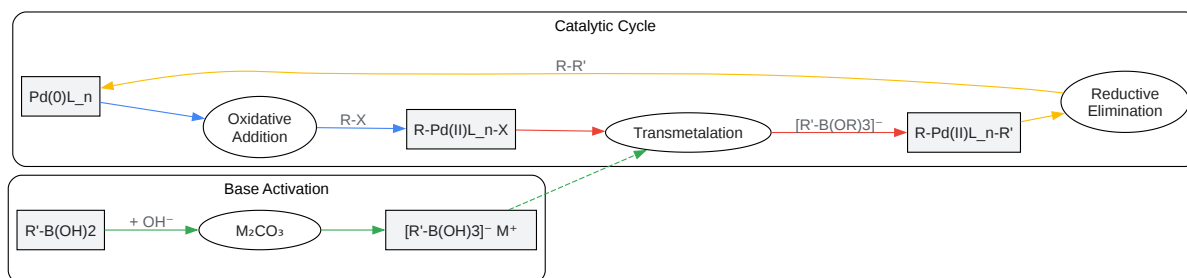 Catalytic Cycle
R-R'
Pd(0)L_n
Oxidative
Addition
R-X
R-Pd(II)L_n-X
Transmetalation
[R'-B(OR)3]⁻
R-Pd(II)L_n-R'
Reductive
Elimination
Base Activation
R'-B(OH)2
+ OH⁻
M₂CO₃
[R'-B(OH)3]⁻ M⁺